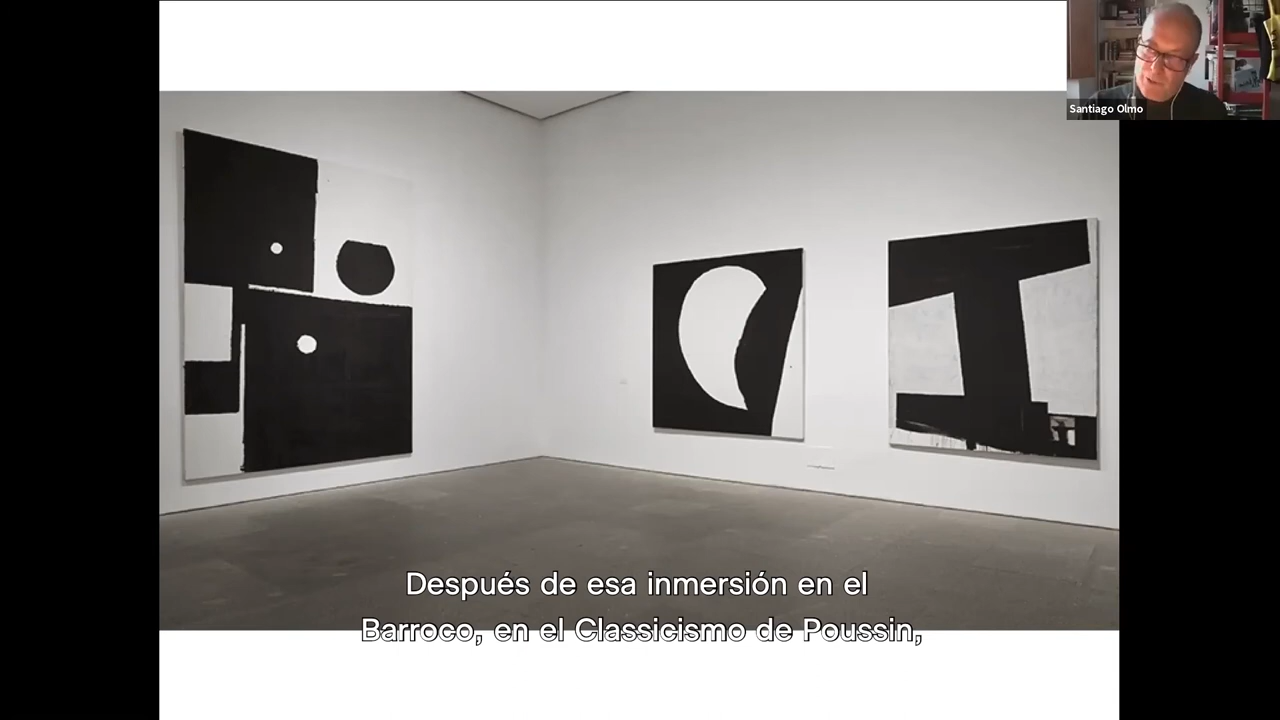 Santiago Olmo
Después de esa inmersión en el
Barroco, en el Classicismo de Poussin,